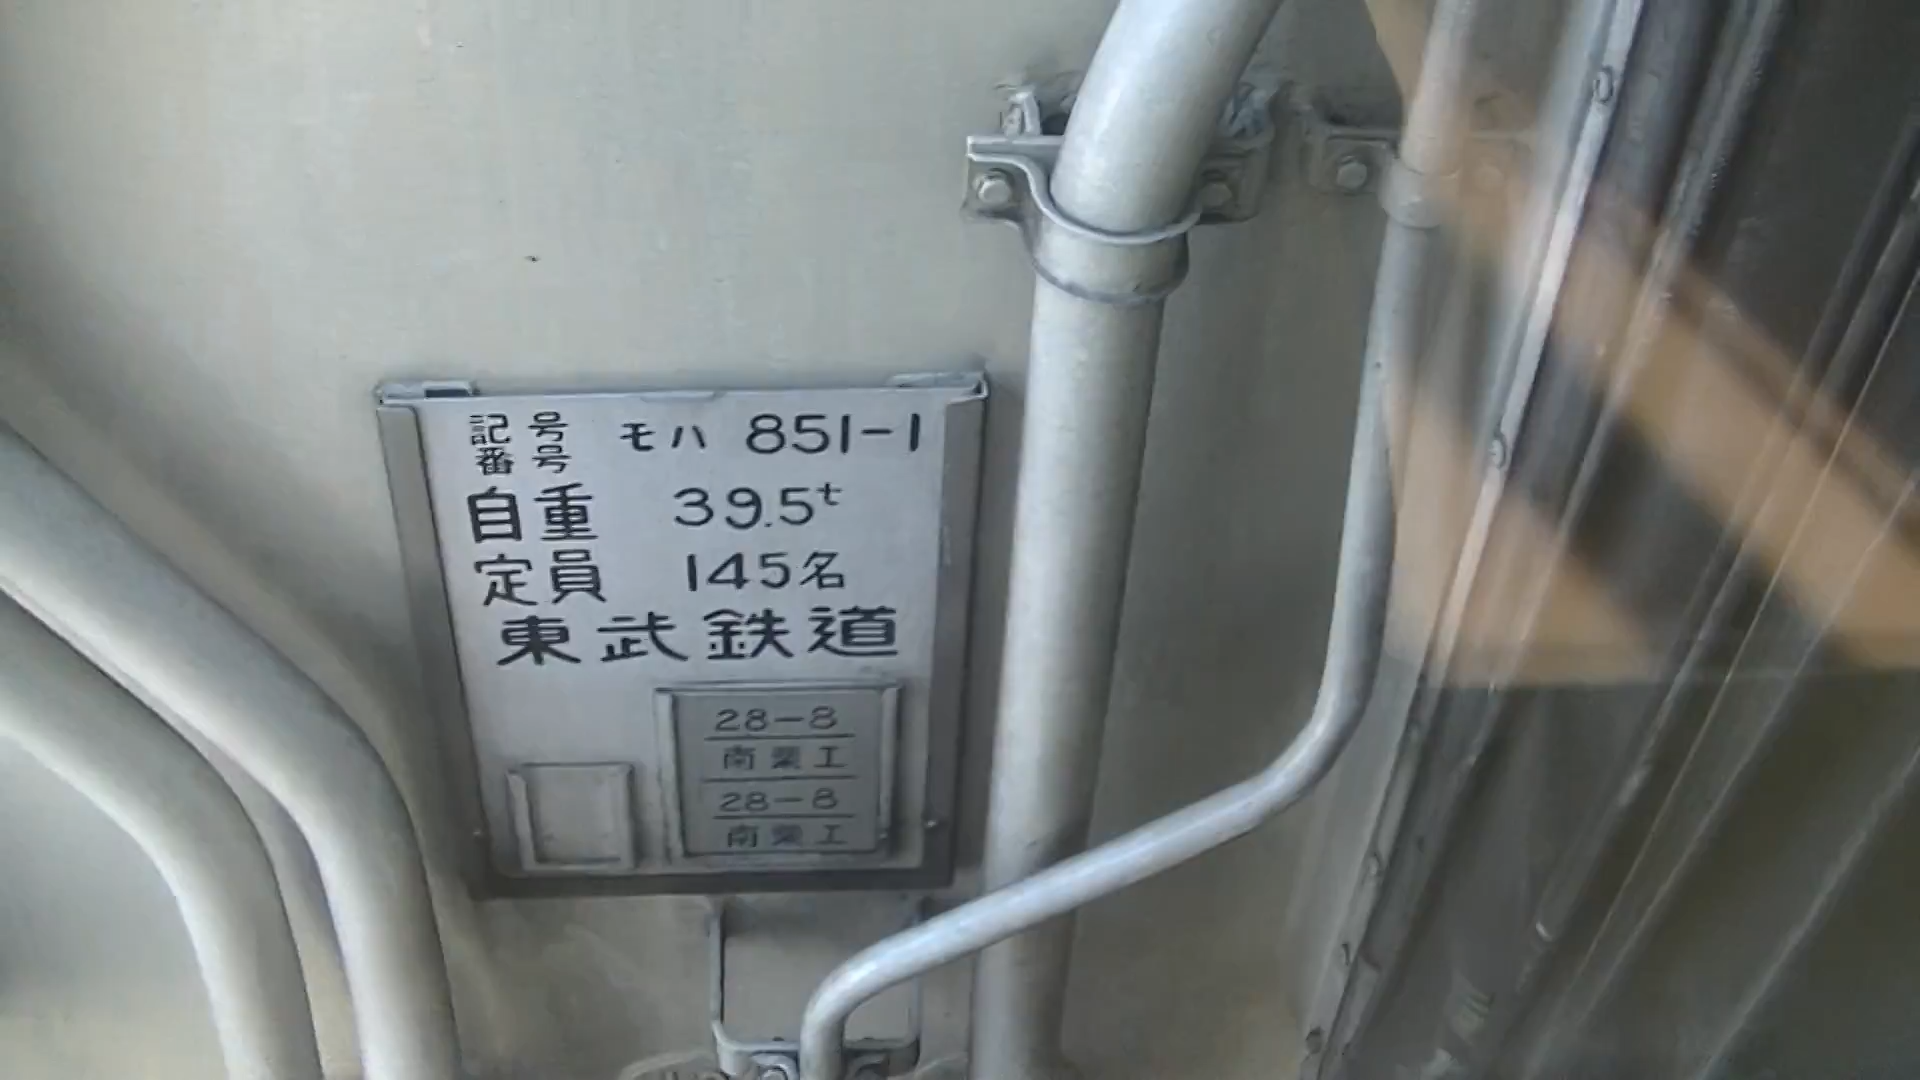 記号 モハ 851-1
番号
自重 39.5t
定員 145名
東武鉄道
28-8
南栗工
28-8
南栗工